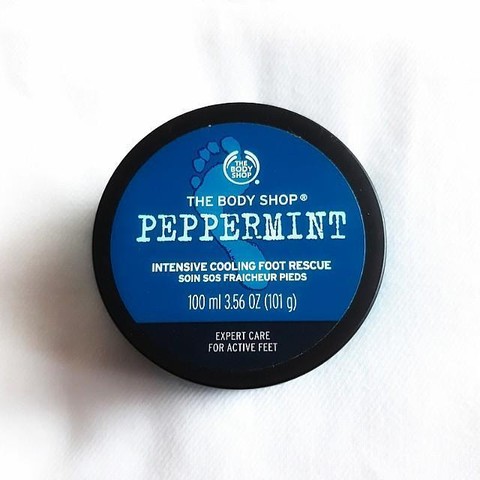 THE
BODY
SHOP
THE BODY SHOP®
PEPPERMINT
INTENSIVE COOLING FOOT RESCUE
SOIN SOS FRAICHEUR PIEDS
100 ml 3.56 OZ (101 g)
EXPERT CARE
FOR ACTIVE FEET